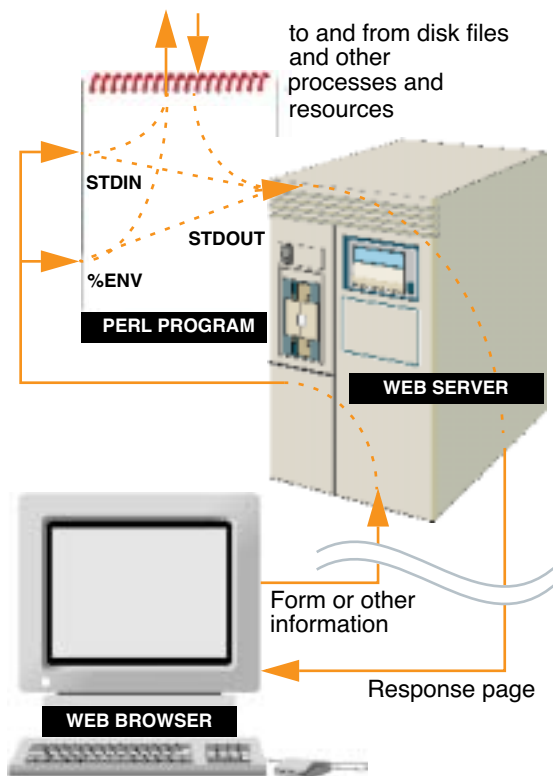 to and from disk files
and other
processes and
resources
STDIN
STDOUT
%ENV
PERL PROGRAM
WEB SERVER
Form or other
information
Response page
WEB BROWSER